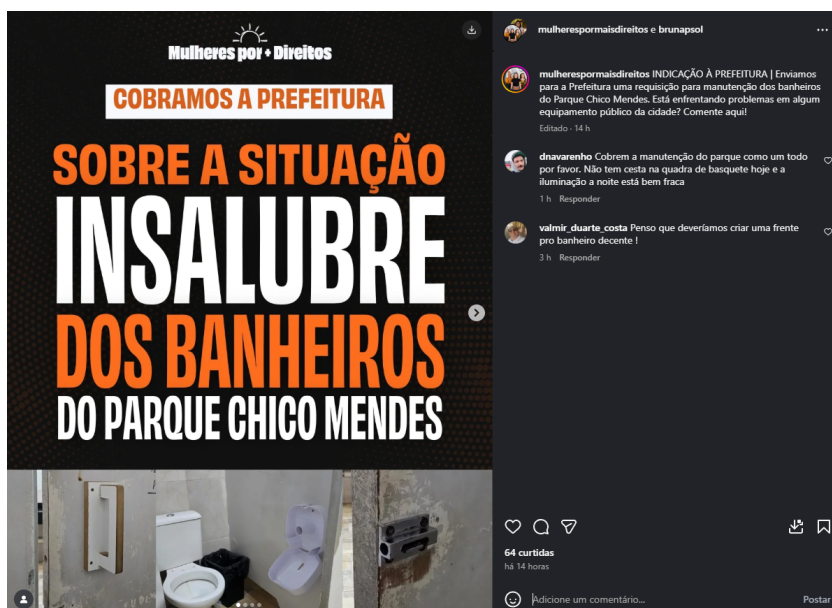 Mulheres por + Direitos
COBRAMOS A PREFEITURA
SOBRE A SITUAÇÃO
INSALUBRE
DOS BANHEIROS
DO PARQUE CHICO MENDES
mulherespormaisdireitos e brunapsol
mulherespormaisdireitos INDICAÇÃO À PREFEITURA | Enviamos
para a Prefeitura uma requisição para manutenção dos banheiros
do Parque Chico Mendes. Está enfrentando problemas em algum
equipamento público da cidade? Comente aqui!
Editado · 14 h
dnavarenho Cobrem a manutenção do parque como um todo
por favor. Não tem cesta na quadra de basquete hoje e a
iluminação a noite está bem fraca
1 h Responder
valmir_duarte_costa Penso que deveríamos criar uma frente
pro banheiro decente !
3 h Responder
64 curtidas
há 14 horas
Adicione um comentário...
Postar